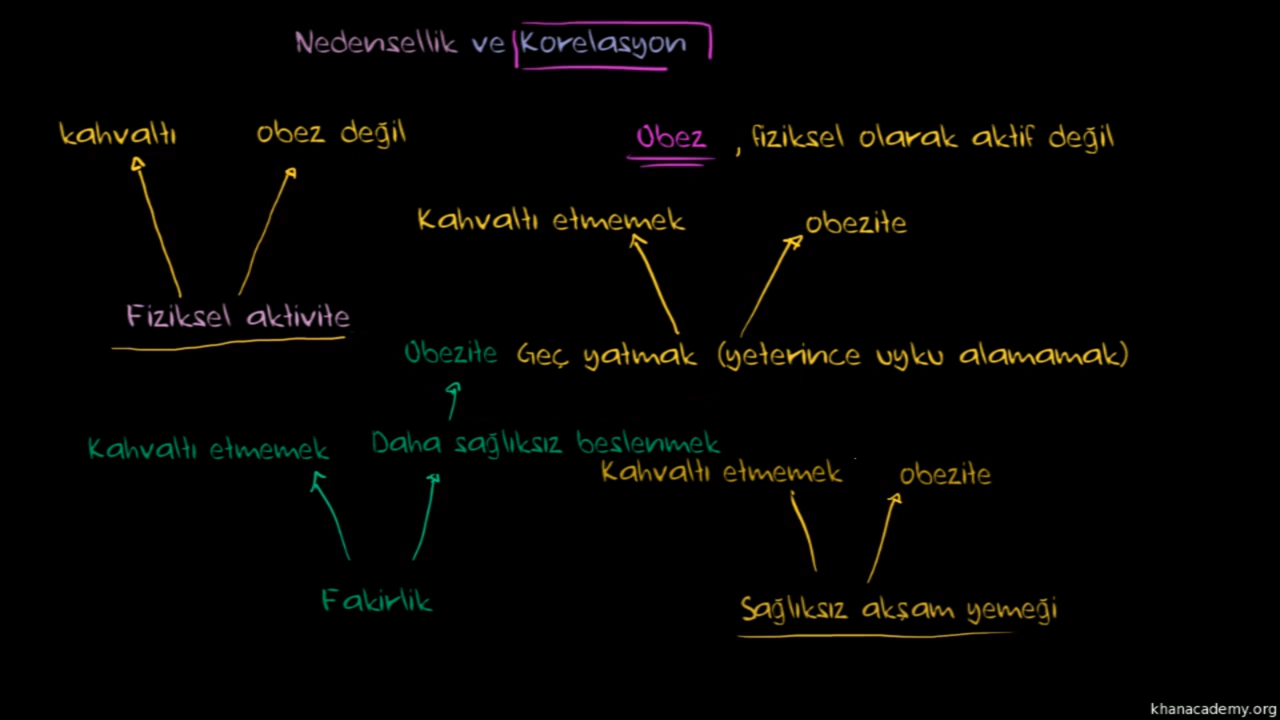 Nedensellik ve Korelasyon
kahvaltı
obez değil
Obez , fiziksel olarak aktif değil
Kahvaltı etmemek
obezite
Fiziksel aktivite
Obezite
Geç yatmak (yeterince uyku alamamak)
Kahvaltı etmemek
Daha sağlıksız beslenmek
Kahvaltı etmemek
obezite
Fakirlik
Sağlıksız akşam yemeği
khanacademy.org